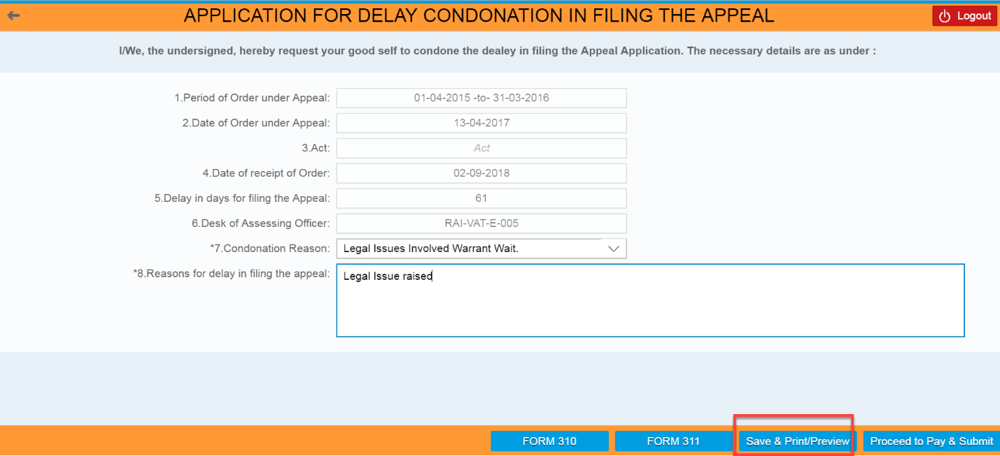 APPLICATION FOR DELAY CONDONATION IN FILING THE APPEAL
Logout
I/We, the undersigned, hereby request your good self to condone the dealey in filing the Appeal Application. The necessary details are as under :
1.Period of Order under Appeal: 01-04-2015 -to- 31-03-2016
2.Date of Order under Appeal: 13-04-2017
3.Act: Act
4.Date of receipt of Order: 02-09-2018
5.Delay in days for filing the Appeal: 61
6.Desk of Assessing Officer: RAI-VAT-E-005
*7.Condonation Reason: Legal Issues Involved Warrant Wait.
*8.Reasons for delay in filing the appeal: Legal Issue raised
FORM 310 FORM 311 Save & Print/Preview Proceed to Pay & Submit